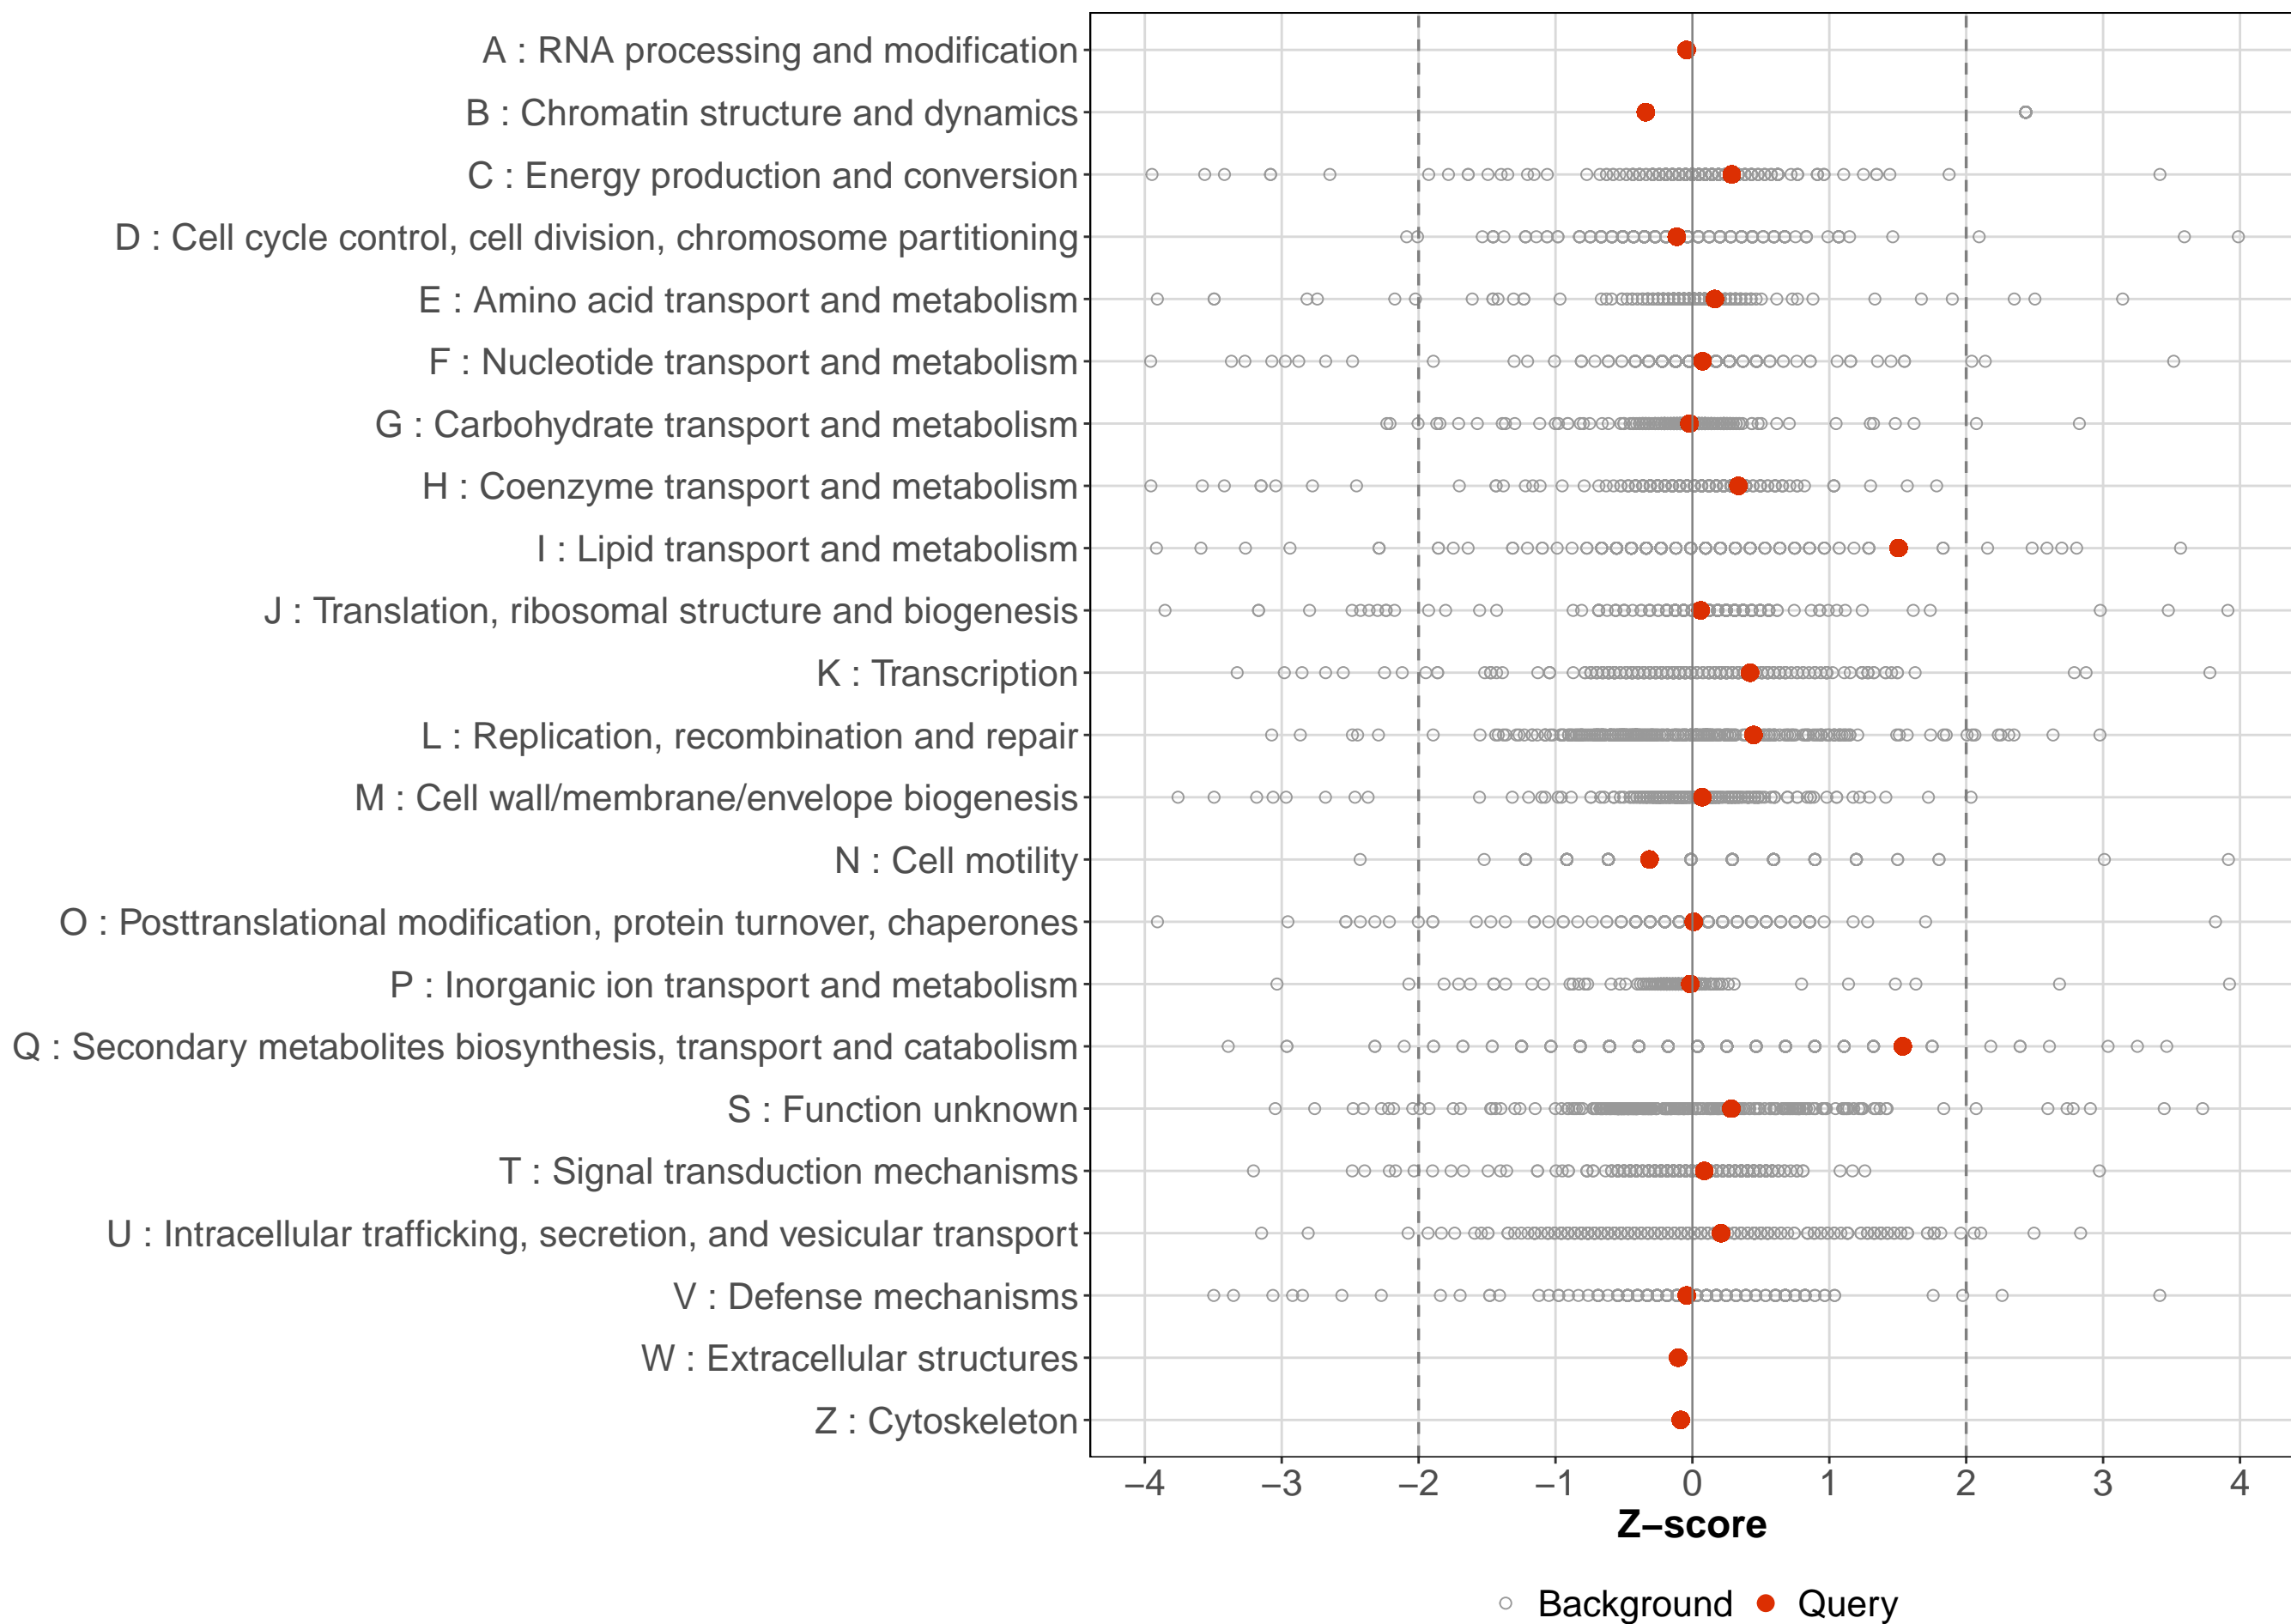 A : RNA processing and modification
B : Chromatin structure and dynamics
C : Energy production and conversion
D : Cell cycle control, cell division, chromosome partitioning
E : Amino acid transport and metabolism
F : Nucleotide transport and metabolism
G : Carbohydrate transport and metabolism
H : Coenzyme transport and metabolism
I : Lipid transport and metabolism
J : Translation, ribosomal structure and biogenesis
K : Transcription
L : Replication, recombination and repair
M : Cell wall/membrane/envelope biogenesis
N : Cell motility
O : Posttranslational modification, protein turnover, chaperones
P : Inorganic ion transport and metabolism
Q : Secondary metabolites biosynthesis, transport and catabolism
S : Function unknown
T : Signal transduction mechanisms
U : Intracellular trafficking, secretion, and vesicular transport
V : Defense mechanisms
W : Extracellular structures
Z : Cytoskeleton
−4 −3 −2 −1 0 1 2 3 4
Z−score
Background Query